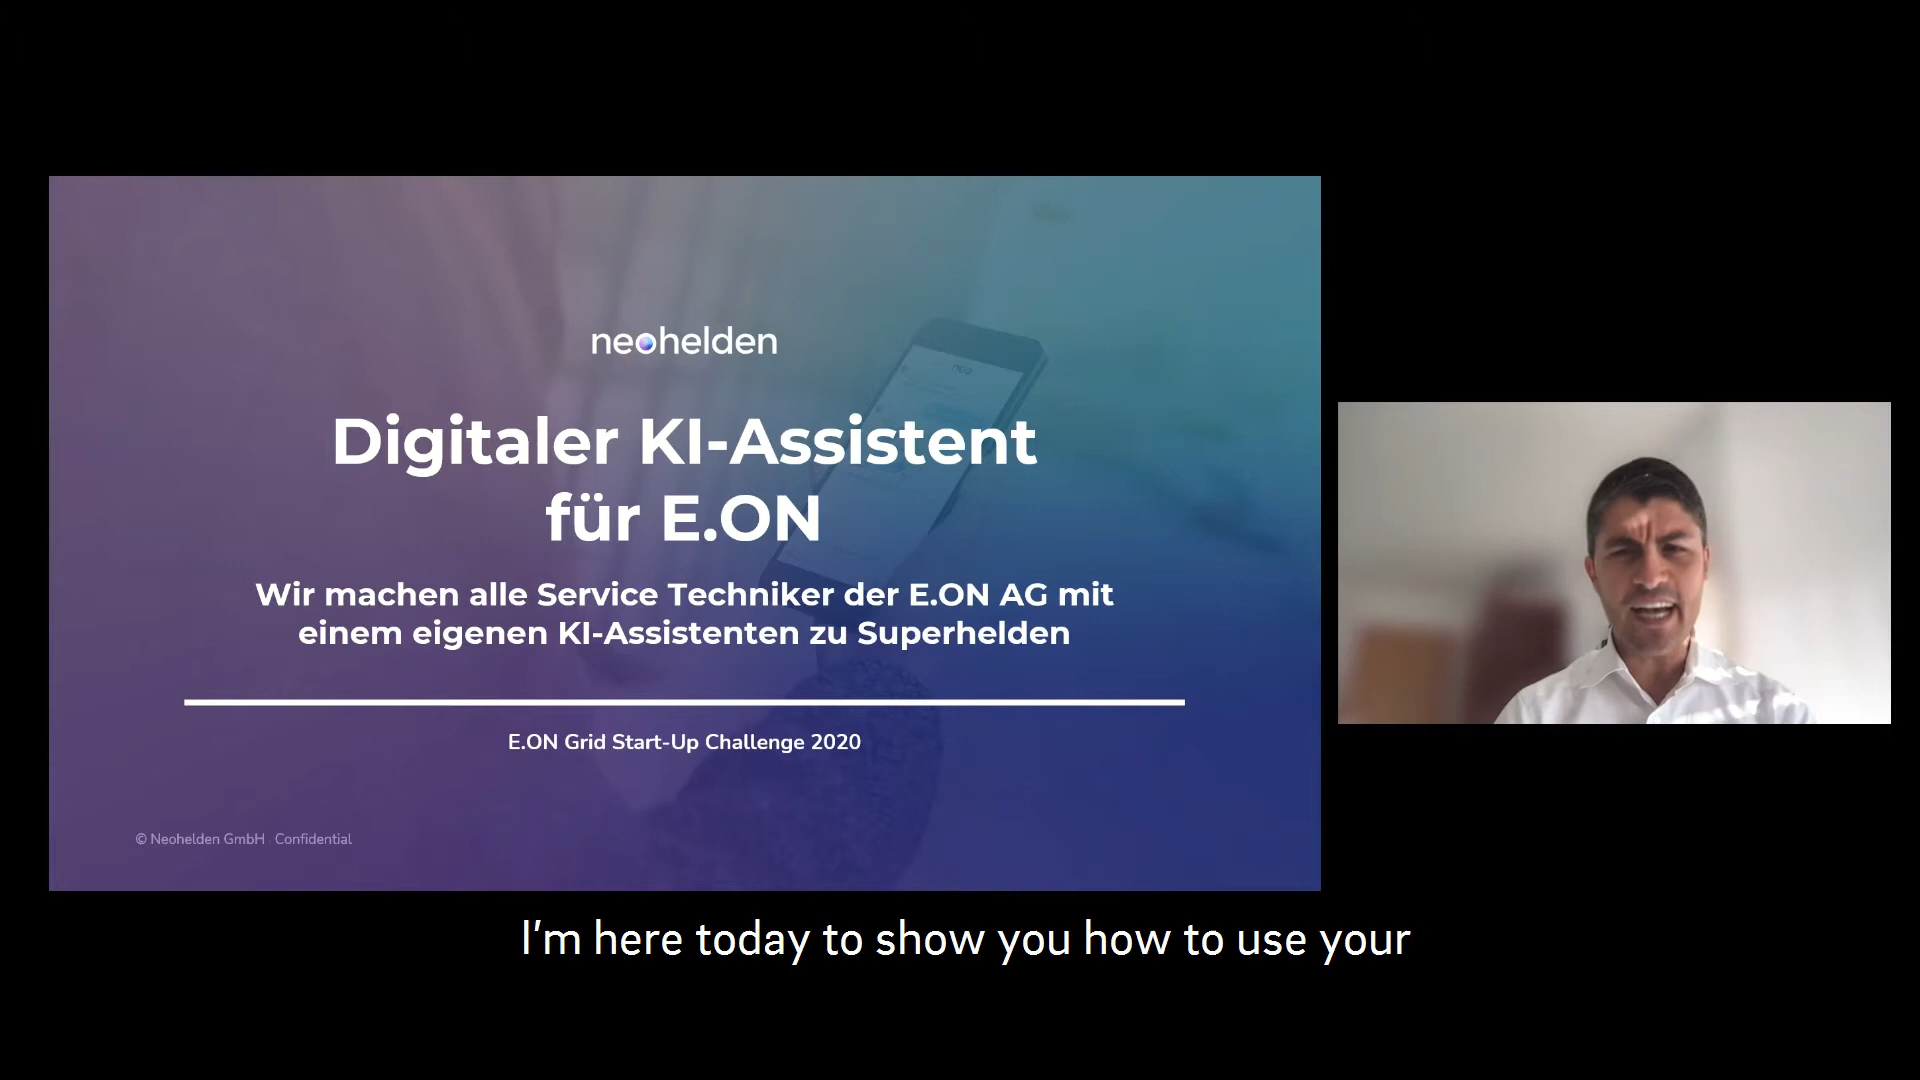 neohelden
Digitaler KI-Assistent
für E.ON
Wir machen alle Service Techniker der E.ON AG mit
einem eigenen KI-Assistenten zu Superhelden
E.ON Grid Start-Up Challenge 2020
© Neohelden GmbH · Confidential
I'm here today to show you how to use your